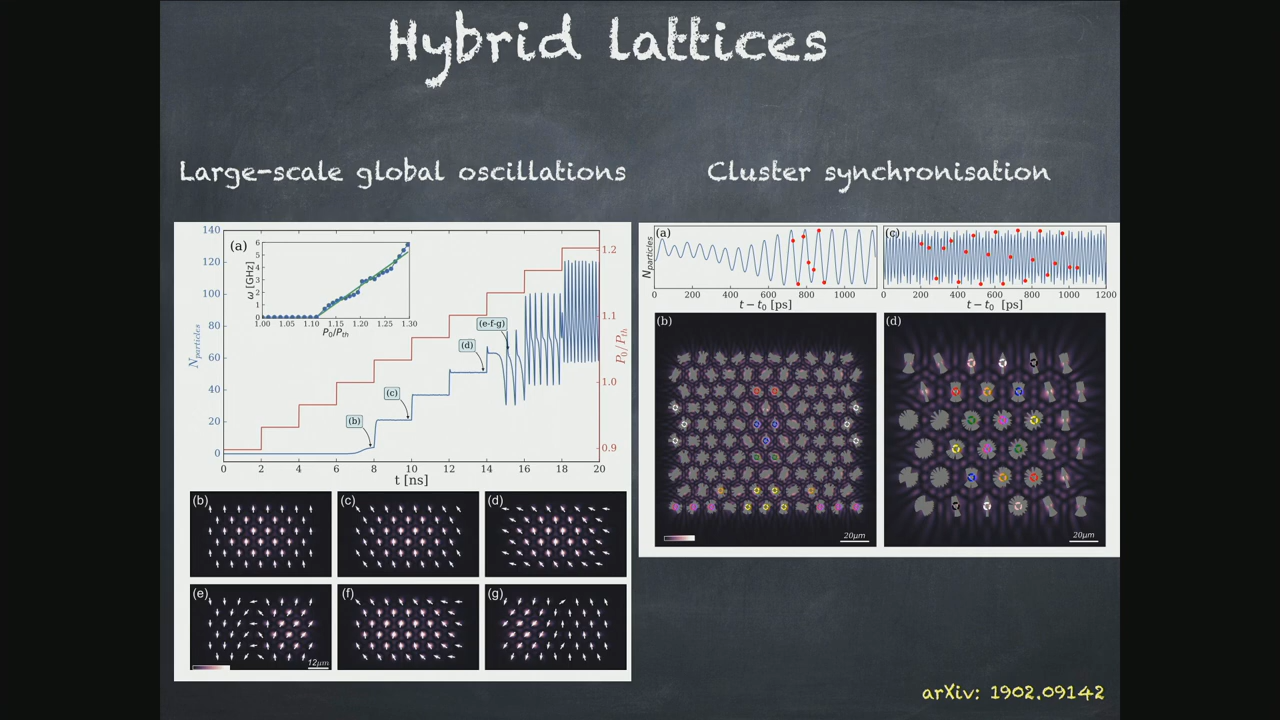 Hybrid lattices
Large-scale global oscillations
Cluster synchronisation
(a)
140
120
100
80
60
40
20
0
N_particles
0 2 4 6 8 10 12 14 16 18 20
t [ns]
1.2
1.1
1.0
0.9
P_0/P_th
6
5
4
3
2
1
0
ω [GHz]
1.00 1.05 1.10 1.15 1.20 1.25 1.30
P_0/P_th
(b)
(c)
(d)
(e-f-g)
(b)
(c)
(d)
(e)
12μm
(f)
(g)
(a)
N_particles
0 200 400 600 800 1000
t − t_0 [ps]
(c)
0 200 400 600 800 1000 1200
t − t_0 [ps]
(b)
20μm
(d)
20μm
arXiv: 1902.09142